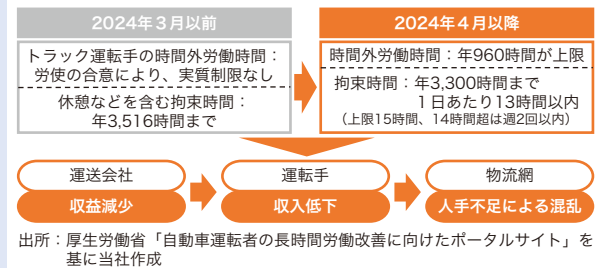 2024年3月以前
トラック運転手の時間外労働時間：
労使の合意により、実質制限なし
休憩などを含む拘束時間：
年3,516時間まで
2024年4月以降
時間外労働時間：年960時間が上限
拘束時間：年3,300時間まで
1日あたり13時間以内
（上限15時間、14時間超は週2回以内）
運送会社
収益減少
運転手
収入低下
物流網
人手不足による混乱
出所：厚生労働省「自動車運転者の長時間労働改善に向けたポータルサイト」を
基に当社作成